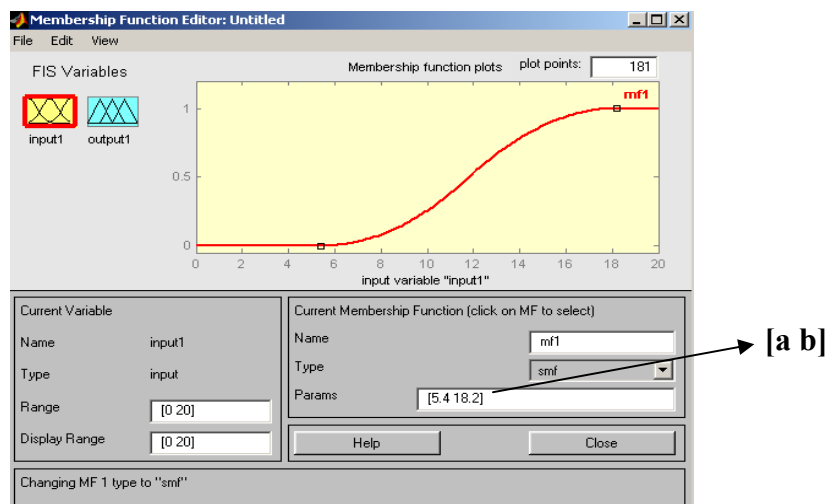 Membership Function Editor: Untitled
File Edit View
FIS Variables
Membership function plots plot points: 181
input1 output1
mf1
1
0.5
0
0 2 4 6 8 10 12 14 16 18 20
input variable "input1"
Current Variable
Name input1
Type input
Range [0 20]
Display Range [0 20]
Current Membership Function (click on MF to select)
Name mf1
Type smf
Params [5.4 18.2]
[a b]
Help Close
Changing MF 1 type to "smf"